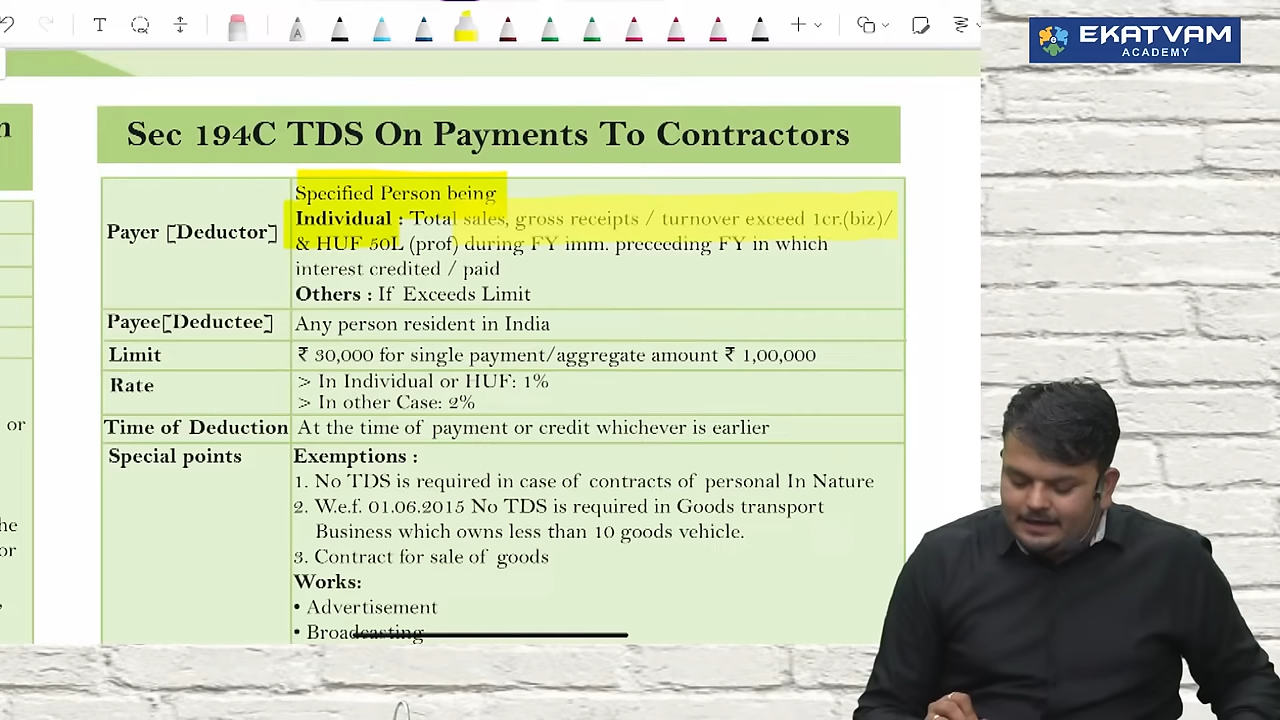 EKATVAM
ACADEMY
Sec 194C TDS On Payments To Contractors
Payer [Deductor]
Specified Person being
Individual : Total sales, gross receipts / turnover exceed 1cr.(biz)/
& HUF 50L (prof) during FY imm. preceeding FY in which
interest credited / paid
Others : If Exceeds Limit
Payee[Deductee] Any person resident in India
Limit ₹ 30,000 for single payment/aggregate amount ₹ 1,00,000
Rate > In Individual or HUF: 1%
> In other Case: 2%
Time of Deduction At the time of payment or credit whichever is earlier
Special points Exemptions :
1. No TDS is required in case of contracts of personal In Nature
2. W.e.f. 01.06.2015 No TDS is required in Goods transport
Business which owns less than 10 goods vehicle.
3. Contract for sale of goods
Works:
• Advertisement
• Broadcasting
or
or